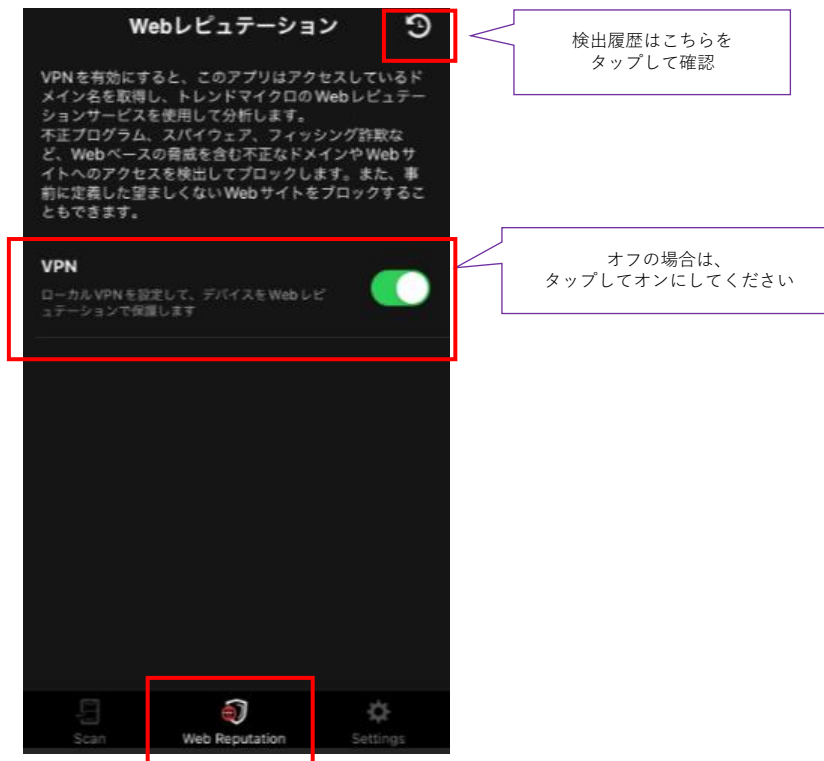 Webレピュテーション
検出履歴はこちらを
タップして確認
VPNを有効にすると、このアプリはアクセスしているド
メイン名を取得し、トレンドマイクロのWebレピュテー
ションサービスを使用して分析します。
不正プログラム、スパイウェア、フィッシング詐欺な
ど、Webベースの脅威を含む不正なドメインやWebサ
イトへのアクセスを検出してブロックします。また、事
前に定義した望ましくないWebサイトをブロックするこ
ともできます。
VPN
ローカルVPNを設定して、デバイスをWebレピ
ュテーションで保護します
オフの場合は、
タップしてオンにしてください
Scan
Web Reputation
Settings